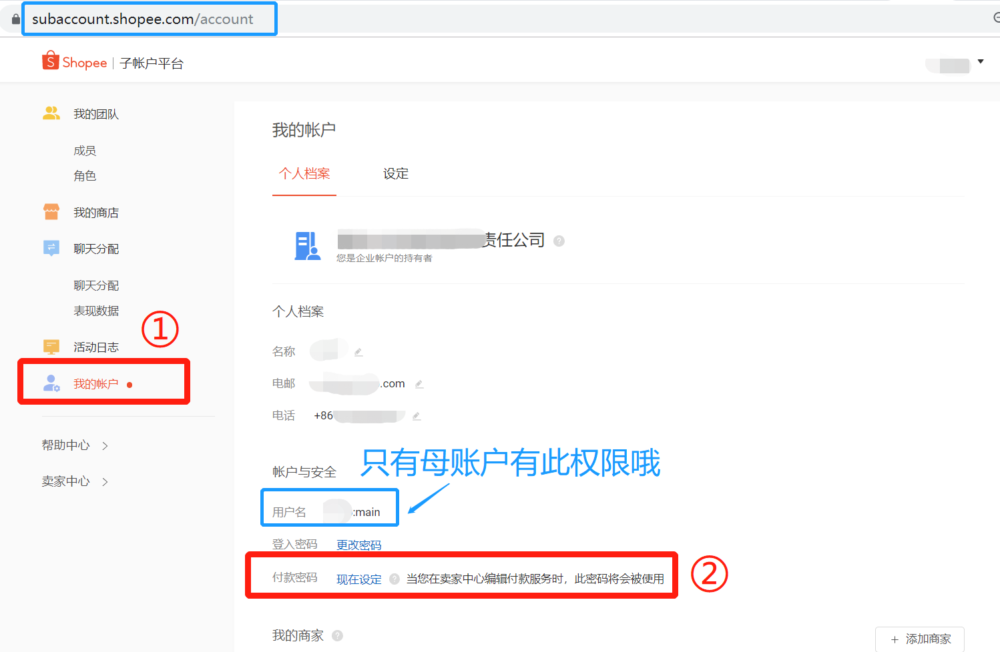 subaccount.shopee.com/account
Shopee | 子帐户平台
我的团队
成员
角色
我的商店
聊天分配
聊天分配
表现数据
①
活动日志
我的帐户
帮助中心 >
卖家中心 >
我的帐户
个人档案 设定
责任公司 ?
您是企业帐户的持有者
个人档案
名称
电邮 .com
电话 +86
只有母账户有此权限哦
帐户与安全
用户名 :main
登入密码 更改密码
付款密码 现在设定 ? 当您在卖家中心编辑付款服务时，此密码将会被使用
②
我的商家 ?
+ 添加商家